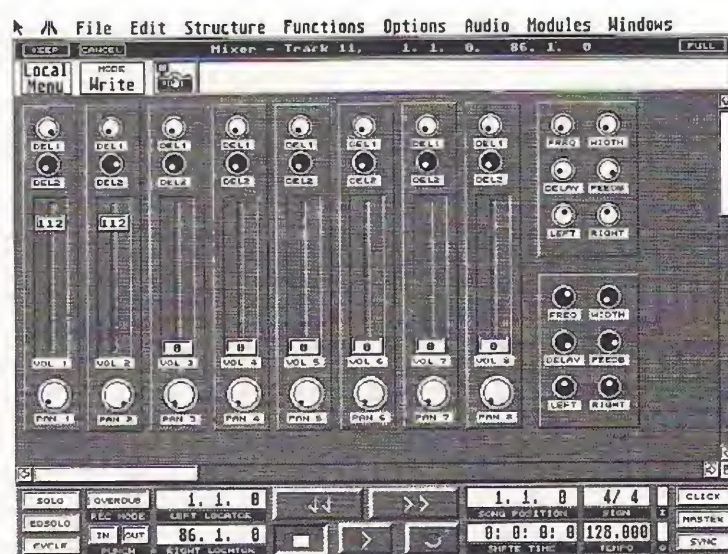 File Edit Structure Functions Options Audio Modules Windows
KEEP CANCEL Mixer - Track 11, 1. 1. 0. 86. 1. 0 FULL
Local Menu MODE Write
DEL1 DEL1 DEL1 DEL1 DEL1 DEL1 DEL1 DEL1 FREQ WIDTH
DEL2 DEL2 DEL2 DEL2 DEL2 DEL2 DEL2 DEL2 DELAY FEEDB
LEFT RIGHT
112 112
FREQ WIDTH
0 0 0 0 0 0
VOL 1 VOL 2 VOL 3 VOL 4 VOL 5 VOL 6 VOL 7 VOL 8 DELAY FEEDB
PAN 1 PAN 2 PAN 3 PAN 4 PAN 5 PAN 6 PAN 7 PAN 8 LEFT RIGHT
SOLO OVERDUB 1. 1. 0 << >> 1. 1. 0 4/ 4 CLICK
REC MODE LEFT LOCATOR SONG POSITION SIGN
EDSOLO MASTER
CYCLE IN OUT 86. 1. 0 > 0: 0: 0: 0 128.000 SYNC
PUNCH RIGHT LOCATOR SMPTE TIME TEMPO